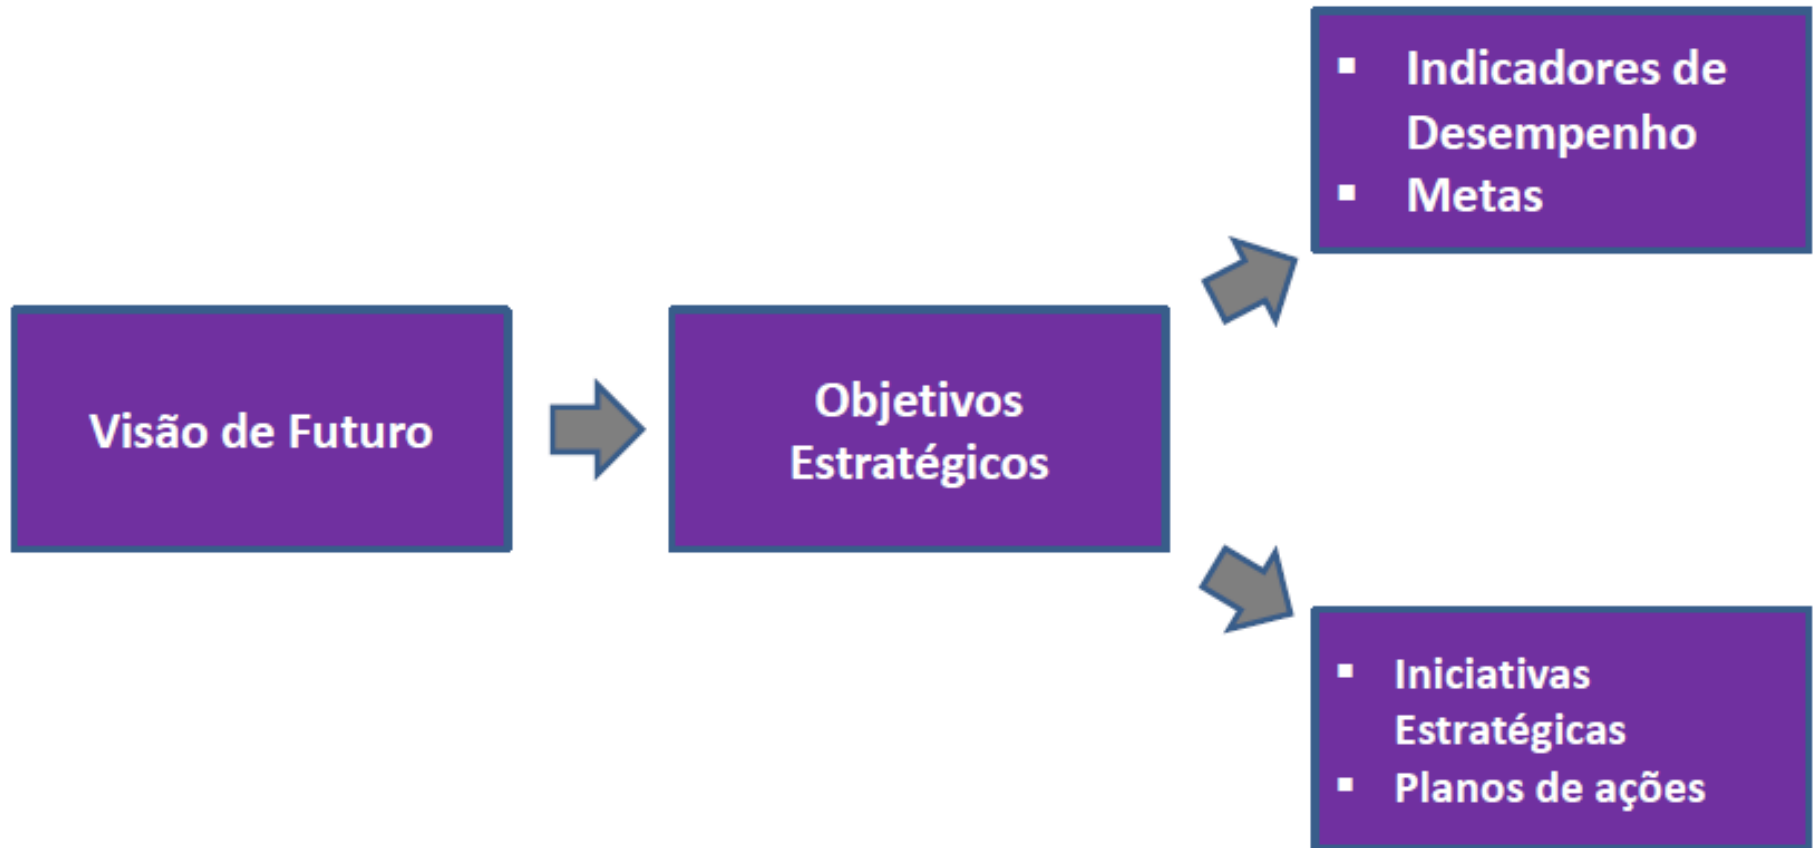 Visão de Futuro
Objetivos
Estratégicos
▪ Indicadores de
Desempenho
▪ Metas
▪ Iniciativas
Estratégicas
▪ Planos de ações